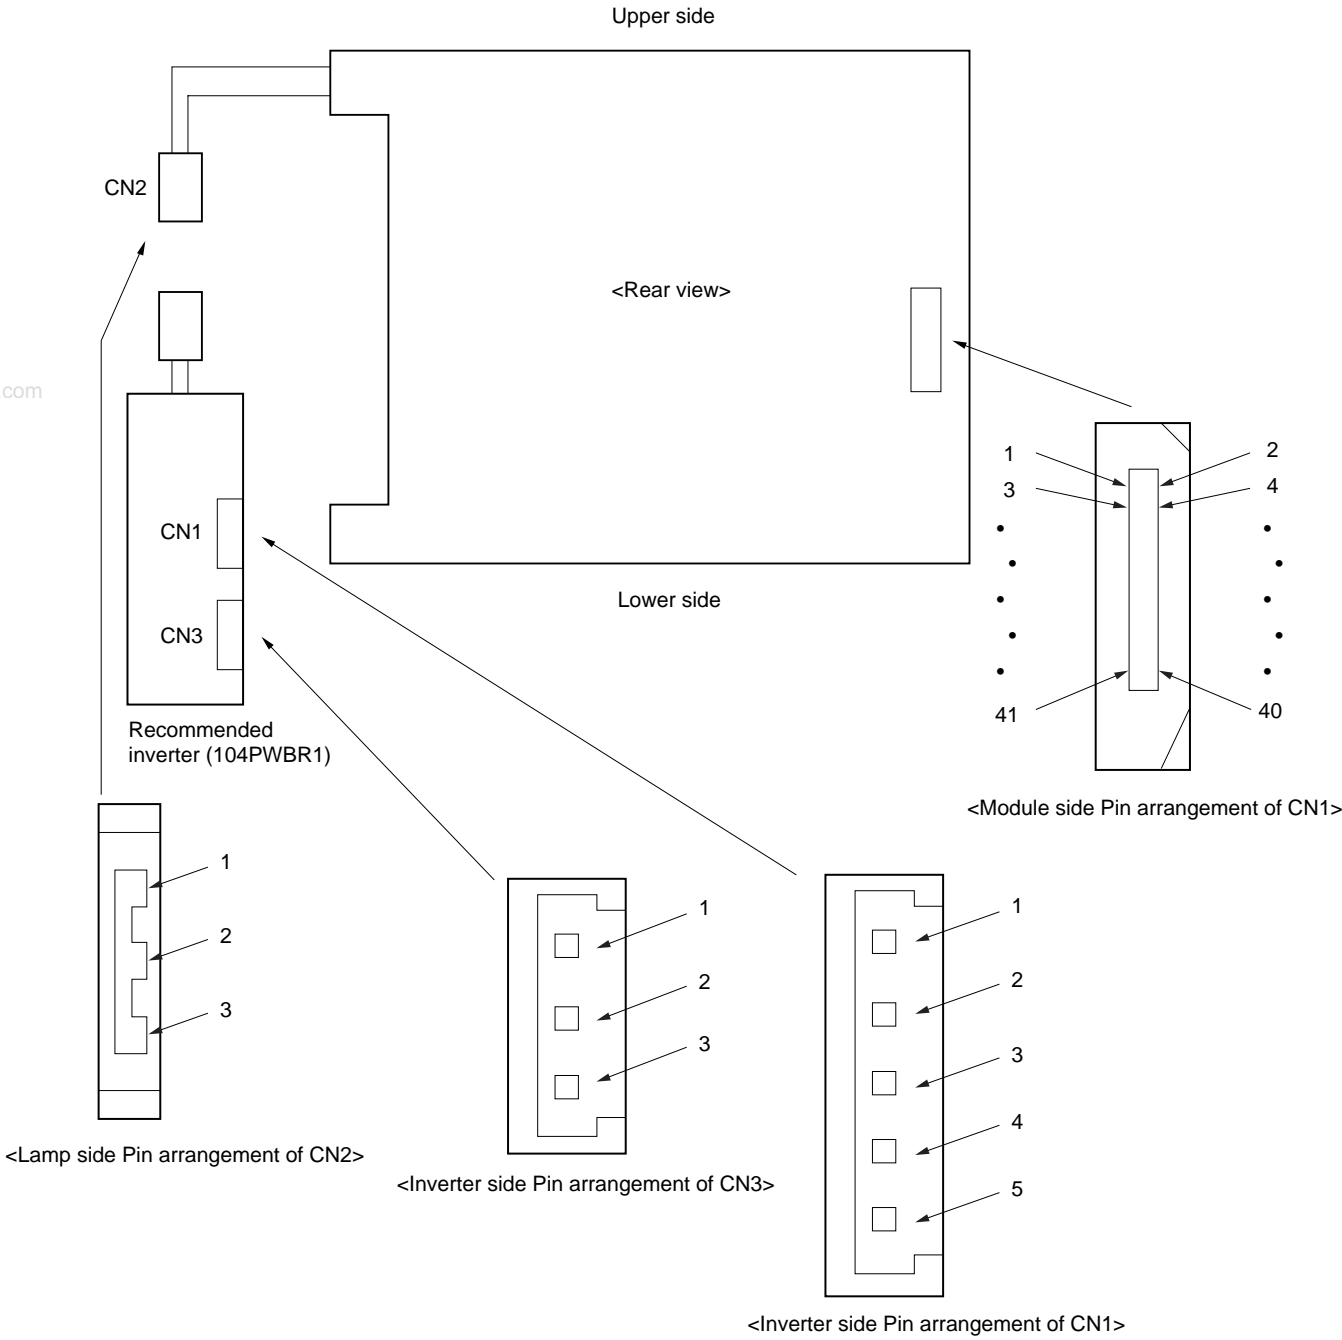 Upper side
CN2
<Rear view>
.com
1
2
3
4
CN1
Lower side
CN3
41
40
Recommended
inverter (104PWBR1)
<Module side Pin arrangement of CN1>
1
2
3
<Lamp side Pin arrangement of CN2>
1
2
3
<Inverter side Pin arrangement of CN3>
1
2
3
4
5
<Inverter side Pin arrangement of CN1>